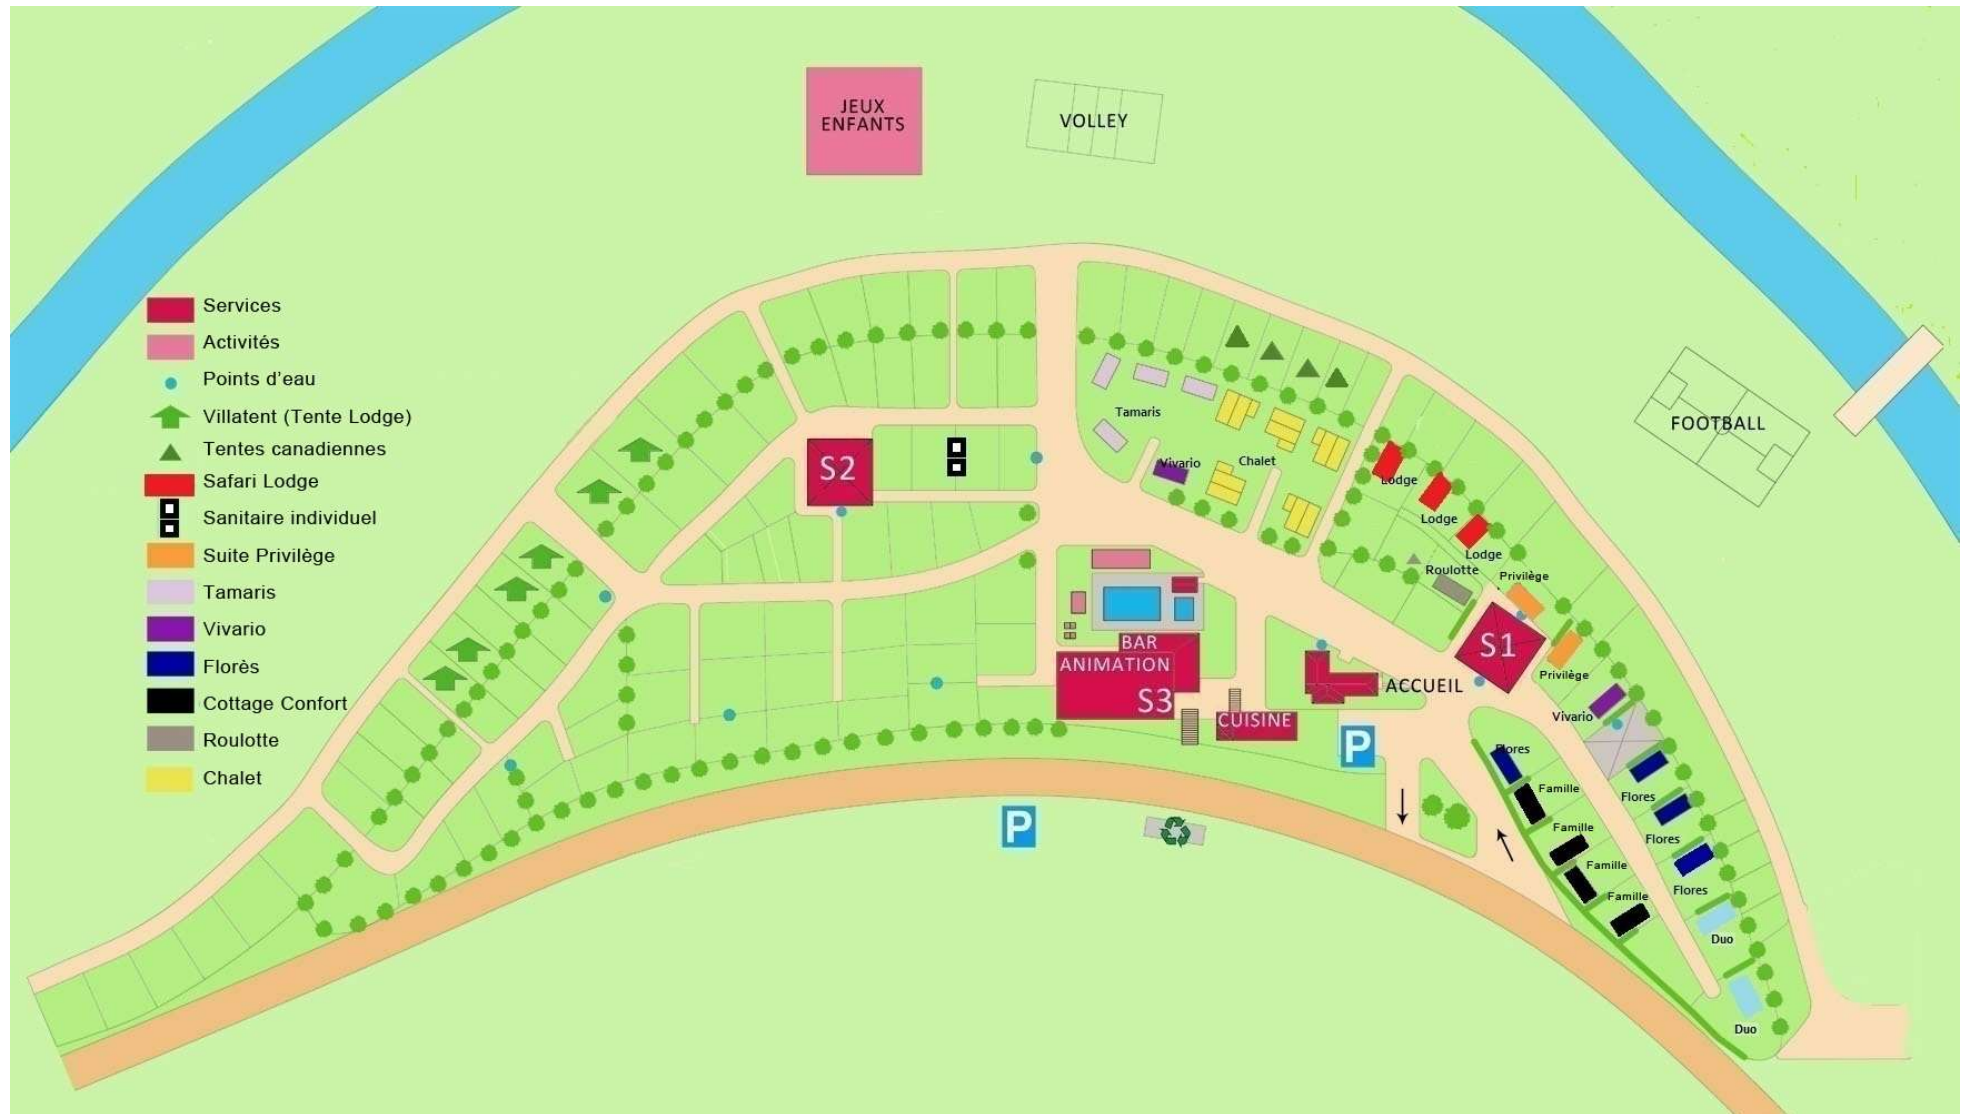 JEUX
ENFANTS
VOLLEY
FOOTBALL
Services
Activités
Points d'eau
Villatent (Tente Lodge)
Tentes canadiennes
Safari Lodge
Sanitaire individuel
Suite Privilège
Tamaris
Vivario
Florès
Cottage Confort
Roulotte
Chalet
S2
Tamaris
Vivario
Chalet
Lodge
Lodge
Lodge
Roulotte
Privilège
S1
Privilège
Vivario
BAR
ANIMATION
S3
CUISINE
ACCUEIL
P
P
Flores
Famille
Famille
Famille
Famille
Flores
Flores
Flores
Duo
Duo